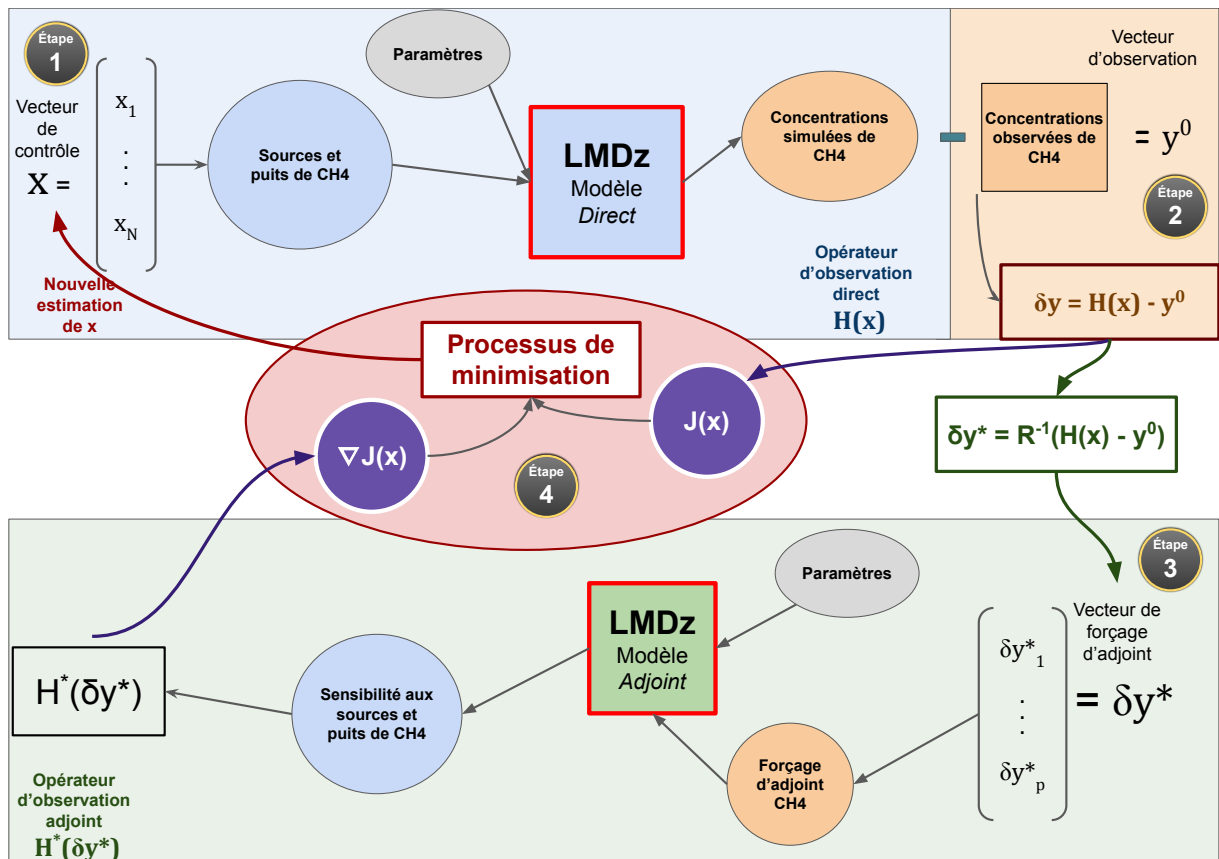 Étape
1
Vecteur
de
contrôle
X =
x1
.
.
.
xN
Sources et
puits de CH4
Paramètres
LMDz
Modèle
Direct
Concentrations
simulées de
CH4
Opérateur
d'observation
direct
H(x)
Nouvelle
estimation
de x
Vecteur
d'observation
Concentrations
observées de
CH4
= y⁰
Étape
2
δy = H(x) - y⁰
Processus de
minimisation
∇J(x)
J(x)
Étape
4
δy* = R⁻¹(H(x) - y⁰)
Étape
3
Vecteur de
forçage
d'adjoint
δy*1
.
.
.
δy*p
= δy*
Paramètres
LMDz
Modèle
Adjoint
Forçage
d'adjoint
CH4
Sensibilité aux
sources et
puits de CH4
H*(δy*)
Opérateur
d'observation
adjoint
H*(δy*)